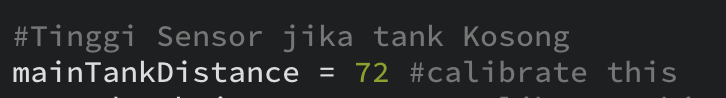 #Tinggi Sensor jika tank Kosong
mainTankDistance = 72 #calibrate this